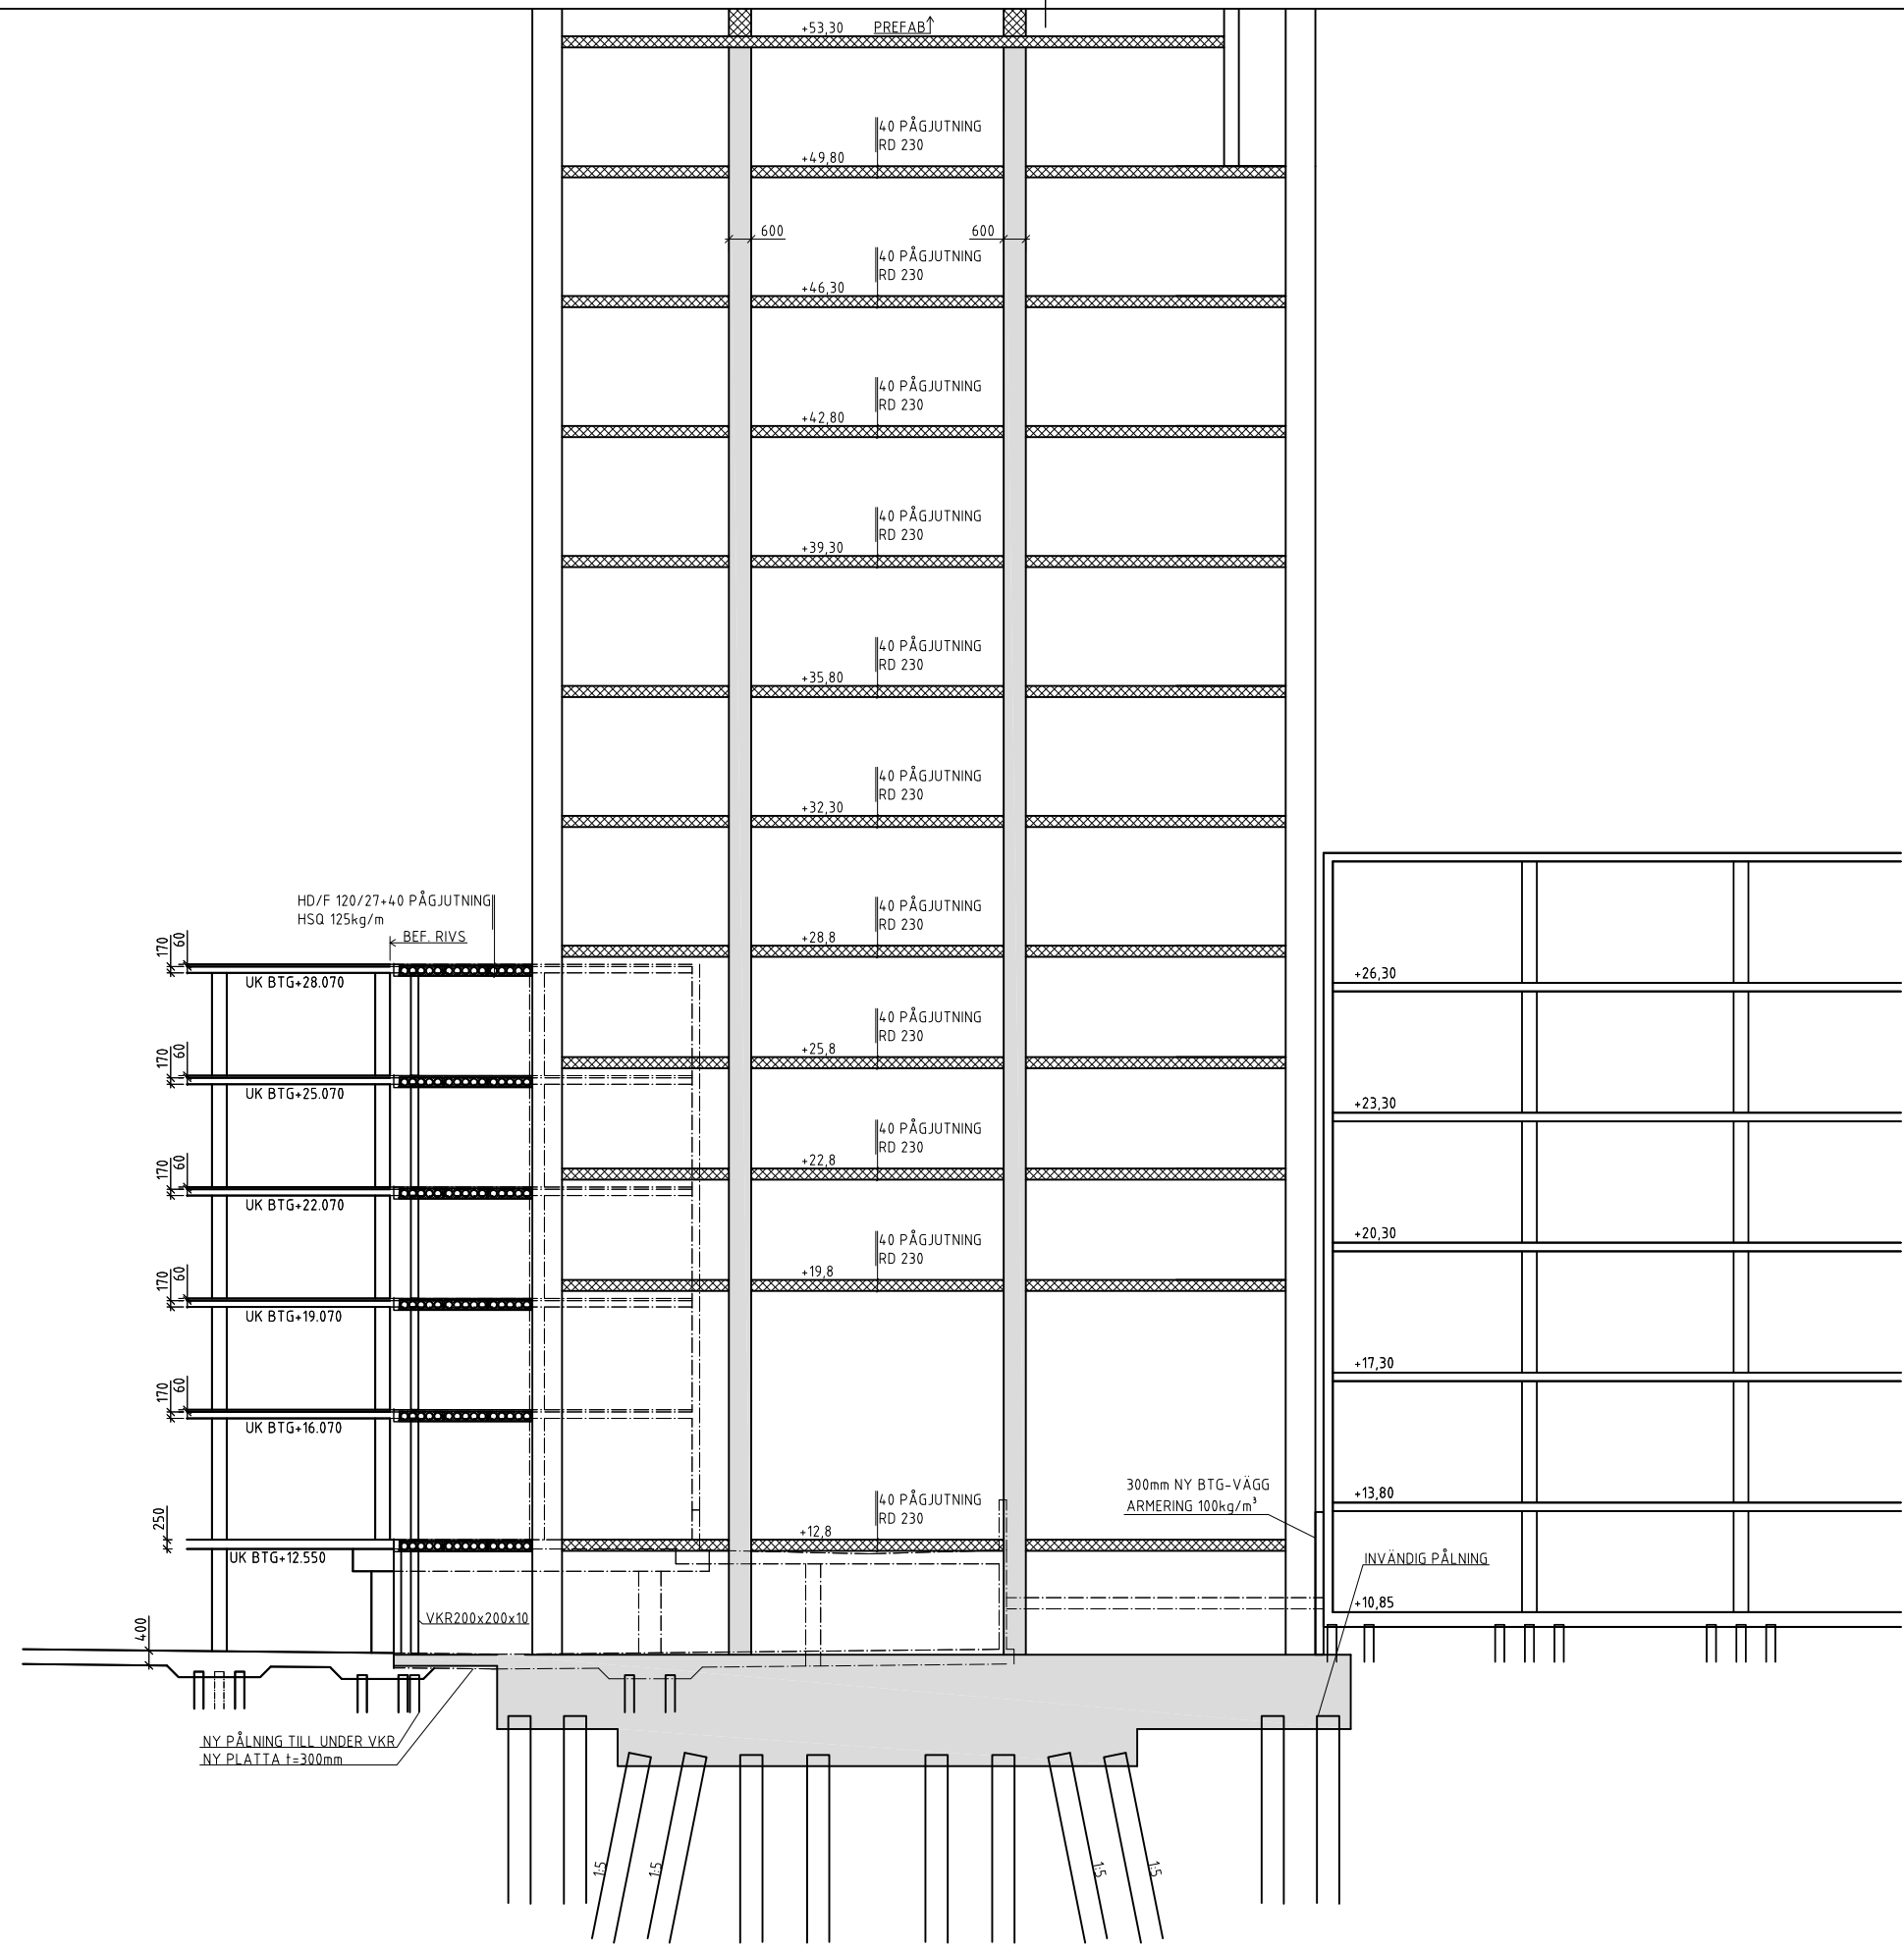 +53,30
PREFAB
40 PÅGJUTNING
RD 230
+49,80
600
600
40 PÅGJUTNING
RD 230
+46,30
40 PÅGJUTNING
RD 230
+42,80
40 PÅGJUTNING
RD 230
+39,30
40 PÅGJUTNING
RD 230
+35,80
40 PÅGJUTNING
RD 230
+32,30
HD/F 120/27+40 PÅGJUTNING
HSQ 125kg/m
BEF. RIVS
40 PÅGJUTNING
RD 230
+28,8
170
60
UK BTG+28.070
+26,30
40 PÅGJUTNING
RD 230
+25,8
170
60
UK BTG+25.070
+23,30
40 PÅGJUTNING
RD 230
+22,8
170
60
UK BTG+22.070
+20,30
40 PÅGJUTNING
RD 230
+19,8
170
60
UK BTG+19.070
+17,30
170
60
UK BTG+16.070
300mm NY BTG-VÄGG
ARMERING 100kg/m³
+13,80
40 PÅGJUTNING
RD 230
+12,8
250
UK BTG+12.550
INVÄNDIG PÅLNING
+10,85
VKR200x200x10
400
NY PÅLNING TILL UNDER VKR
NY PLATTA t=300mm
1:5
1:5
1:5
1:5